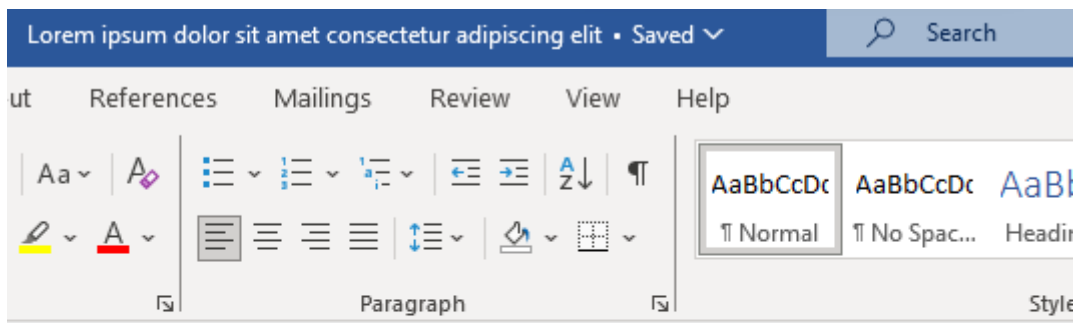 Lorem ipsum dolor sit amet consectetur adipiscing elit • Saved Search
ut References Mailings Review View Help
Aa AaBbCcDc AaBbCcDc AaBb
A ¶ Normal ¶ No Spac... Headin
Paragraph Style